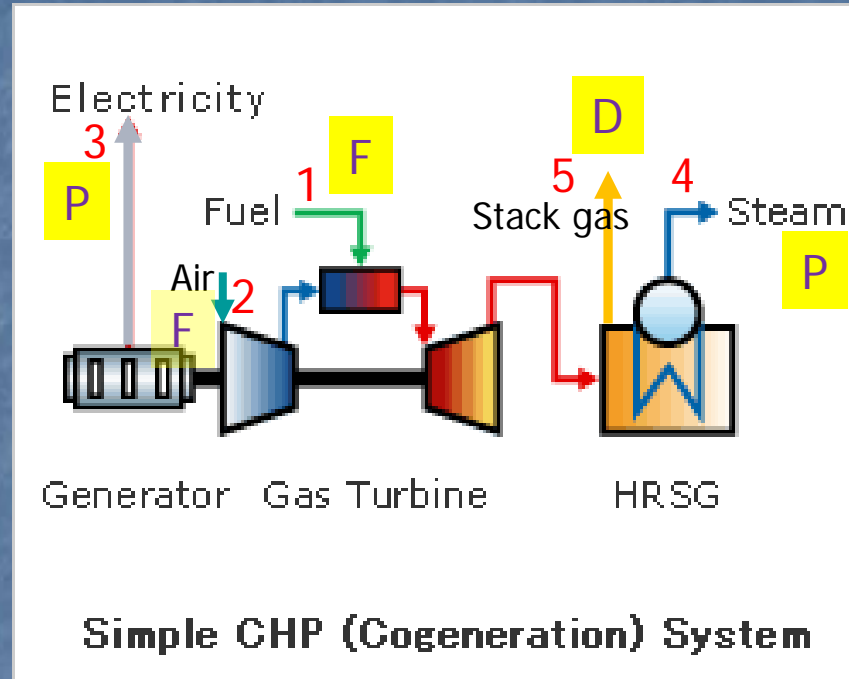 Electricity
3
P
D
F
1
5
4
Fuel
Stack gas
Steam
P
Air
2
F
Generator
Gas Turbine
HRSG
Simple CHP (Cogeneration) System